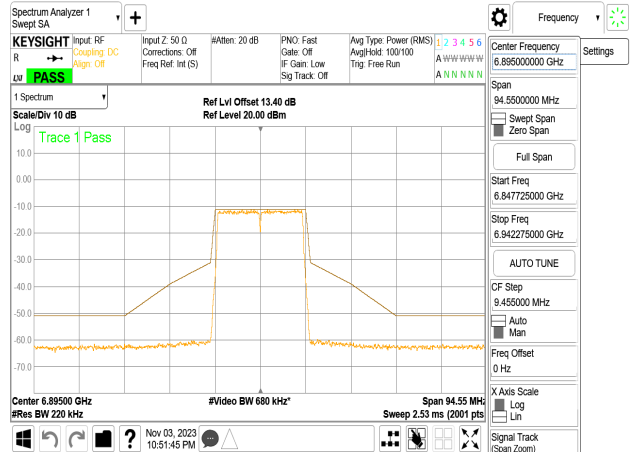 Spectrum Analyzer 1
Swept SA
Frequency
KEYSIGHT
R
LXI PASS
Input: RF
Coupling: DC
Align: Off
Input Z: 50 Ω
Corrections: Off
Freq Ref: Int (S)
#Atten: 20 dB
PNO: Fast
Gate: Off
IF Gain: Low
Sig Track: Off
Avg Type: Power (RMS)
Avg|Hold: 100/100
Trig: Free Run
1 2 3 4 5 6
A W W W W W
A N N N N N
Center Frequency
6.895000000 GHz
Settings
Span
94.5500000 MHz
Swept Span
Zero Span
Full Span
Start Freq
6.847725000 GHz
Stop Freq
6.942275000 GHz
AUTO TUNE
CF Step
9.455000 MHz
Auto
Man
Freq Offset
0 Hz
X Axis Scale
Log
Lin
Signal Track
(Span Zoom)
1 Spectrum
Scale/Div 10 dB
Ref Lvl Offset 13.40 dB
Ref Level 20.00 dBm
Log
Trace 1 Pass
10.0
0.00
-10.0
-20.0
-30.0
-40.0
-50.0
-60.0
-70.0
Center 6.89500 GHz
#Res BW 220 kHz
#Video BW 680 kHz*
Span 94.55 MHz
Sweep 2.53 ms (2001 pts
?
Nov 03, 2023
10:51:45 PM